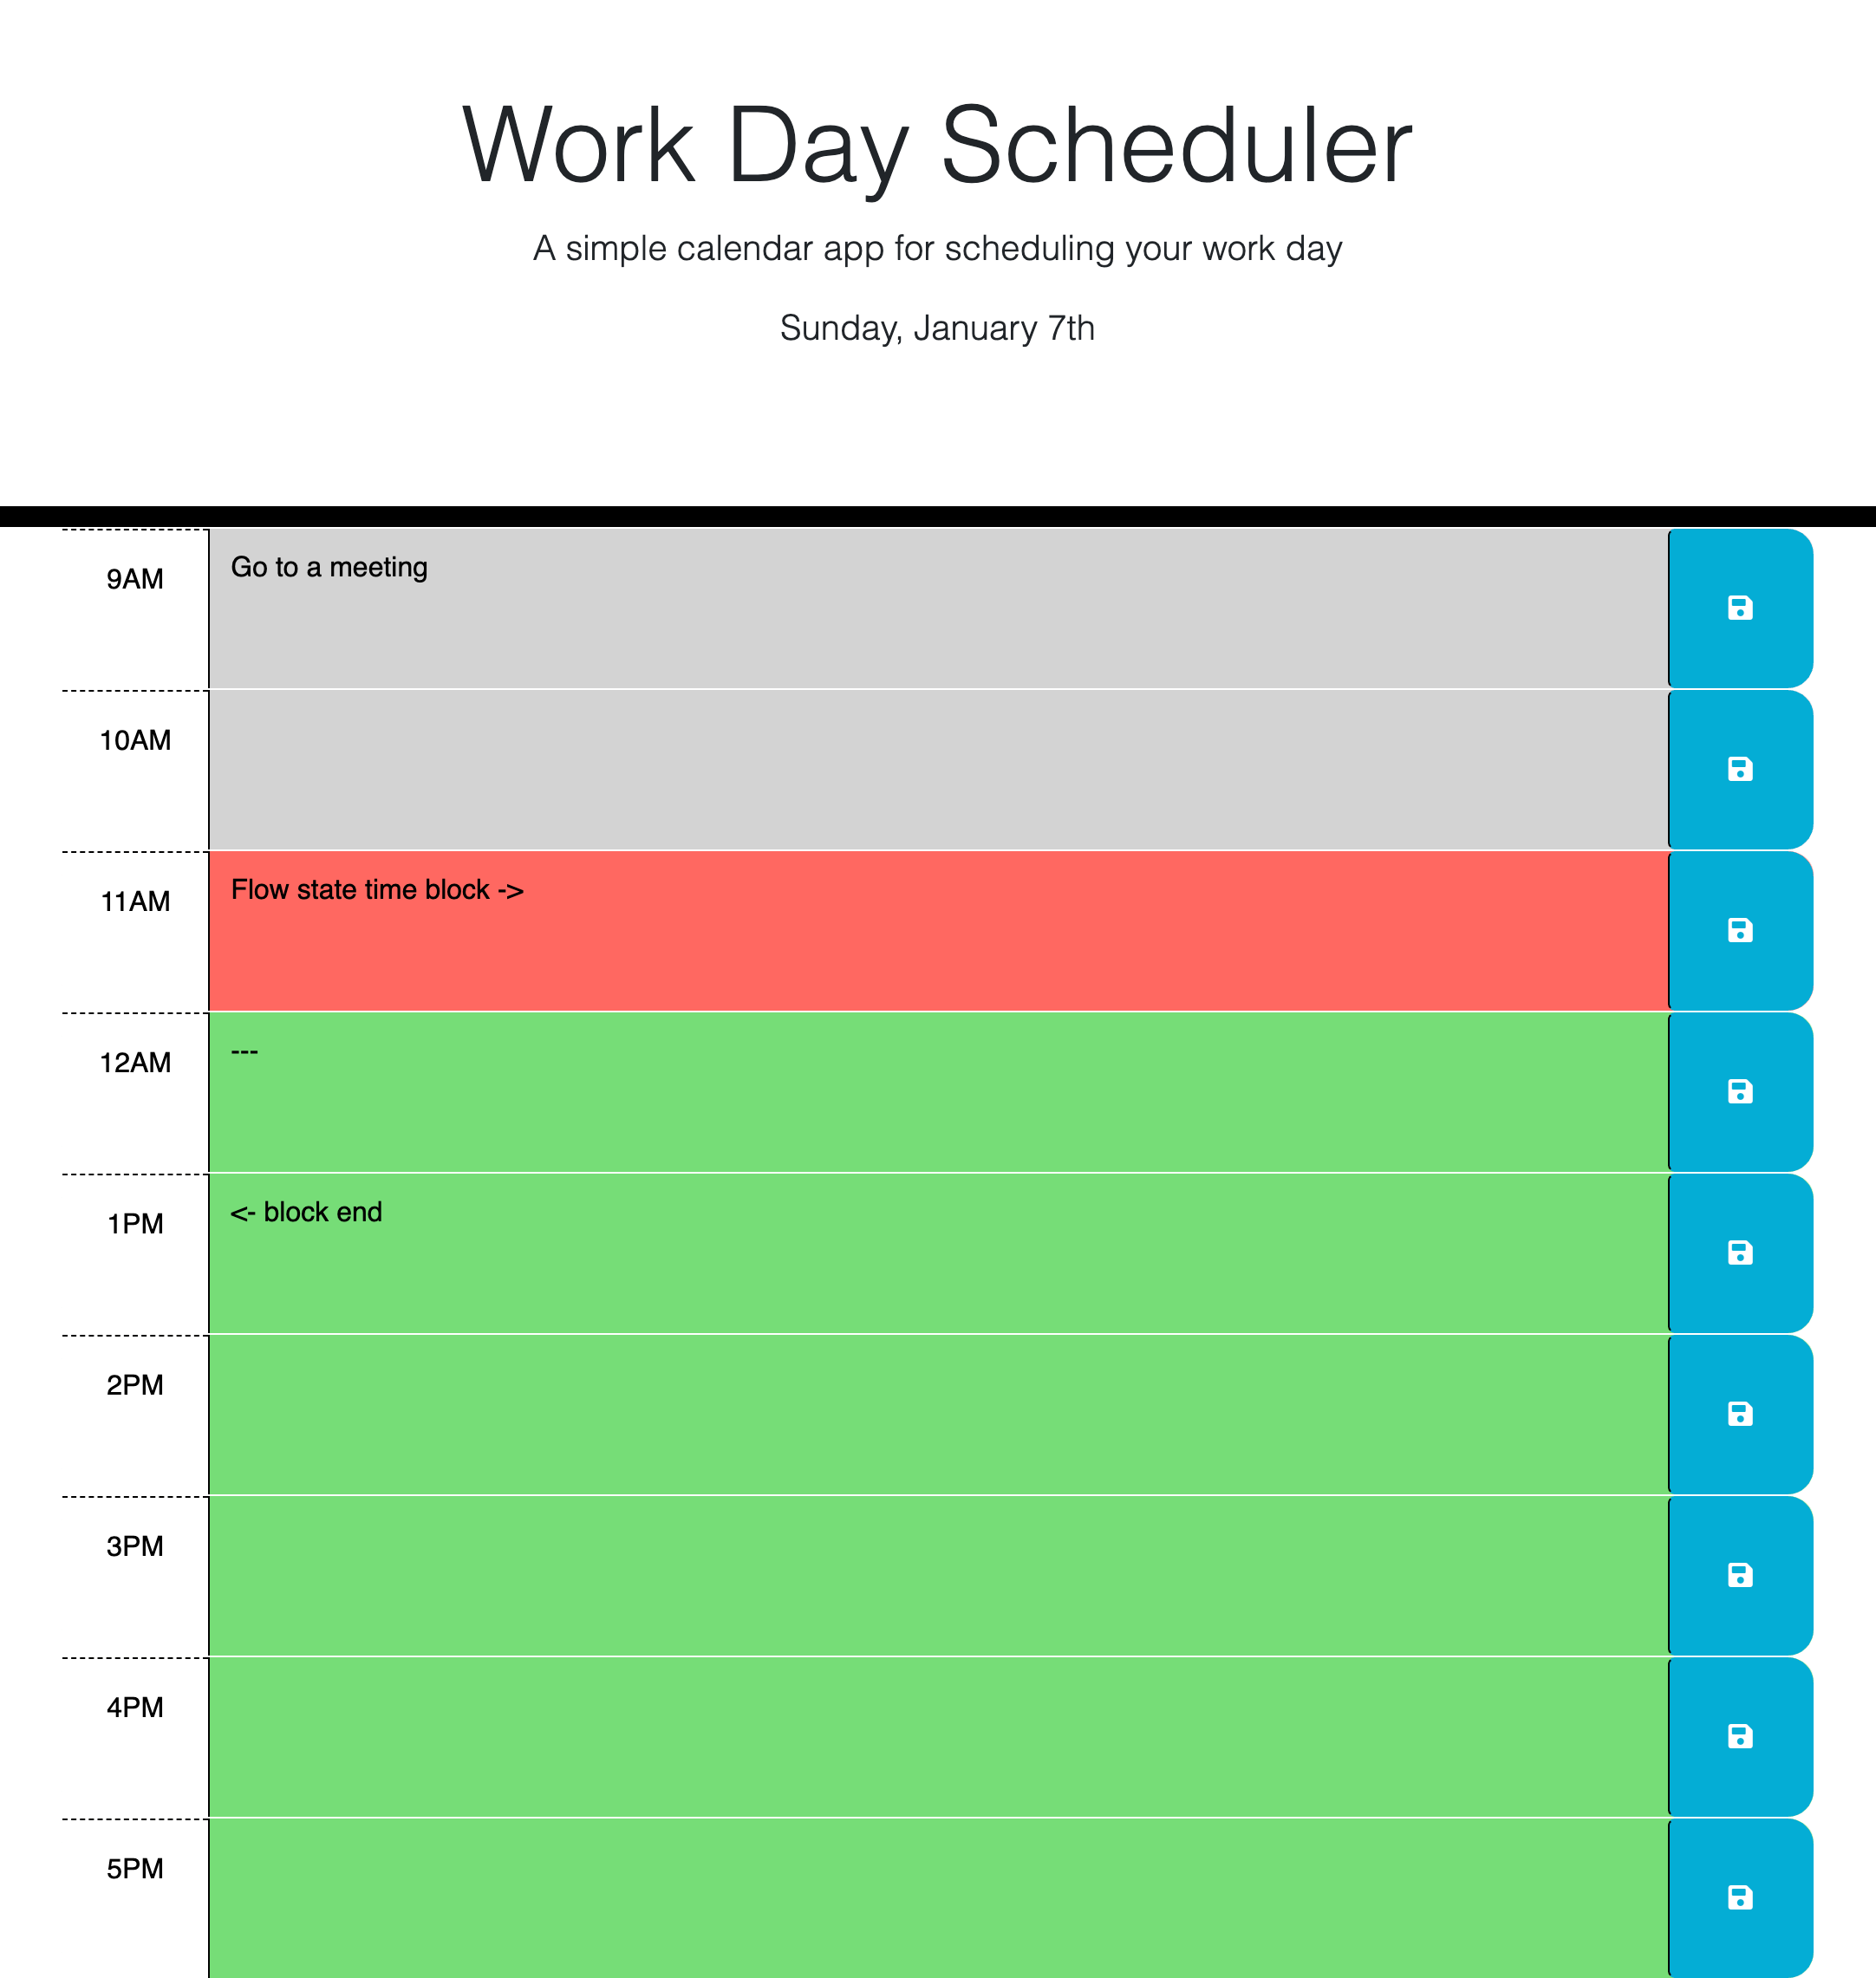 Work Day Scheduler
A simple calendar app for scheduling your work day
Sunday, January 7th
9AM
Go to a meeting
10AM
11AM
Flow state time block ->
12AM
---
1PM
<- block end
2PM
3PM
4PM
5PM